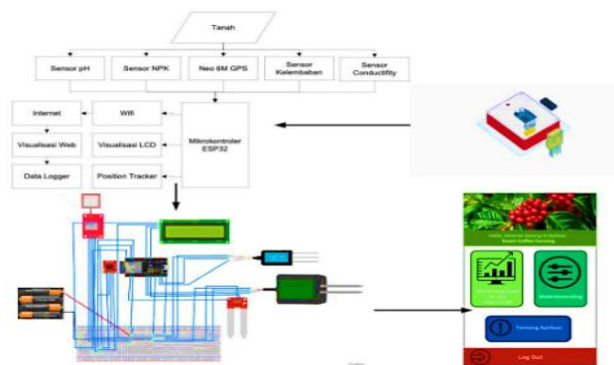 Tanah
Sensor pH
Sensor NPK
Neo 6M GPS
Sensor
Kelembaban
Sensor
Conductifity
Internet
Wifi
Mikrokontroler
ESP32
Visualisasi Web
Visualisasi LCD
Data Logger
Position Tracker
Smart Coffee Farming
Tentang Aplikasi
Log Out